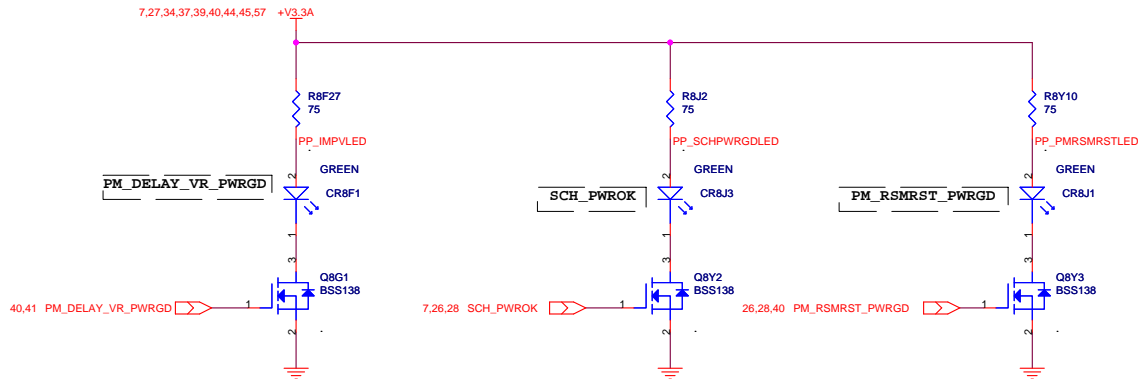 7,27,34,37,39,40,44,45,57 +V3.3A
R8F27
75
PP_IMPVLED
GREEN
2
CR8F1
PM_DELAY_VR_PWRGD
1
3
Q8G1
BSS138
40,41 PM_DELAY_VR_PWRGD
1
2
R8J2
75
PP_SCHPWRGDLED
GREEN
2
CR8J3
SCH_PWROK
1
3
Q8Y2
BSS138
7,26,28 SCH_PWROK
1
2
R8Y10
75
PP_PMRSMRSTLED
GREEN
2
CR8J1
PM_RSMRST_PWRGD
1
3
Q8Y3
BSS138
26,28,40 PM_RSMRST_PWRGD
1
2